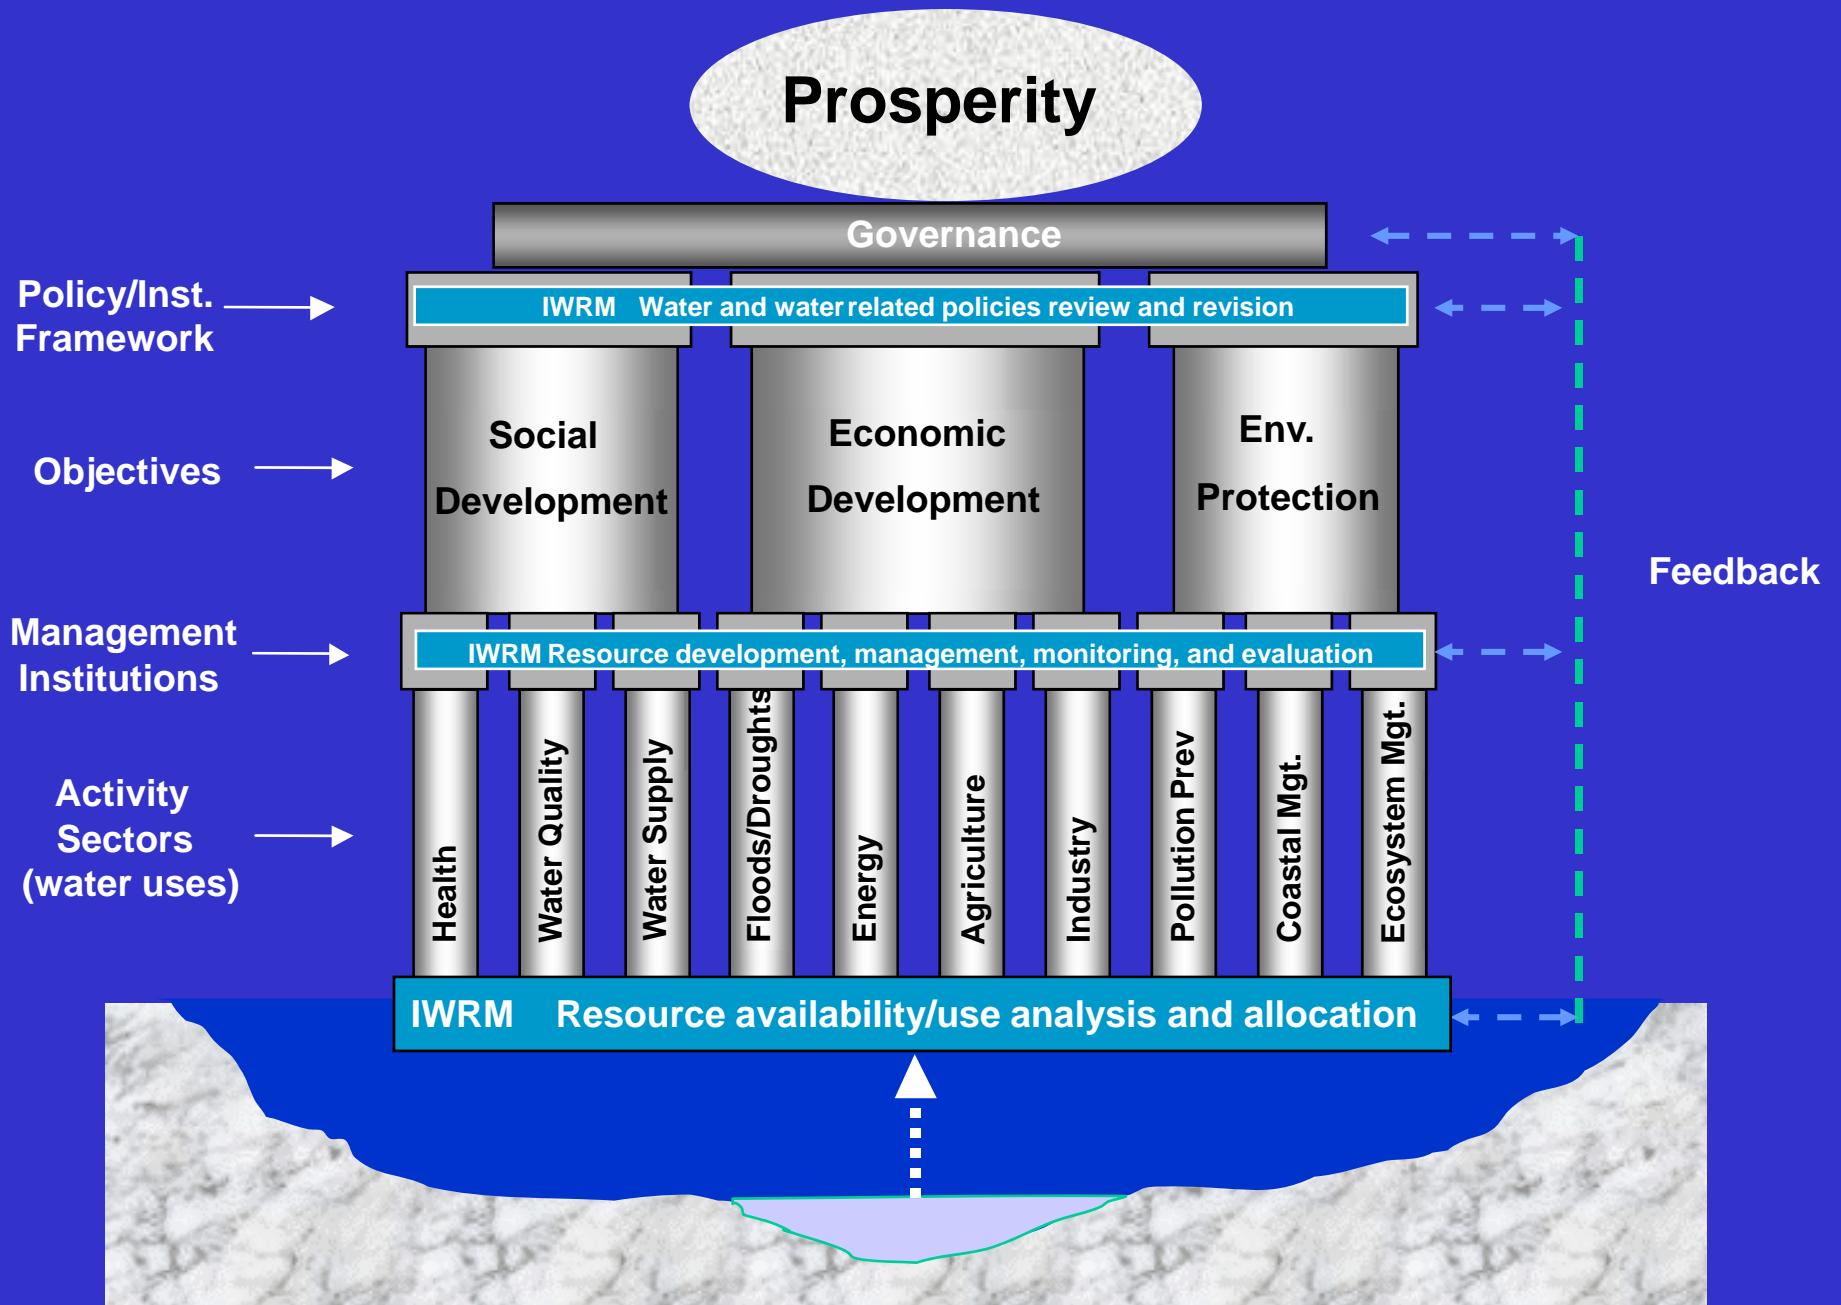 Prosperity
Governance
Policy/Inst.
Framework
IWRM Water and water related policies review and revision
Objectives
Social
Development
Economic
Development
Env.
Protection
Feedback
Management
Institutions
IWRM Resource development, management, monitoring, and evaluation
Activity
Sectors
(water uses)
Health
Water Quality
Water Supply
Floods/Droughts
Energy
Agriculture
Industry
Pollution Prev
Coastal Mgt.
Ecosystem Mgt.
IWRM Resource availability/use analysis and allocation